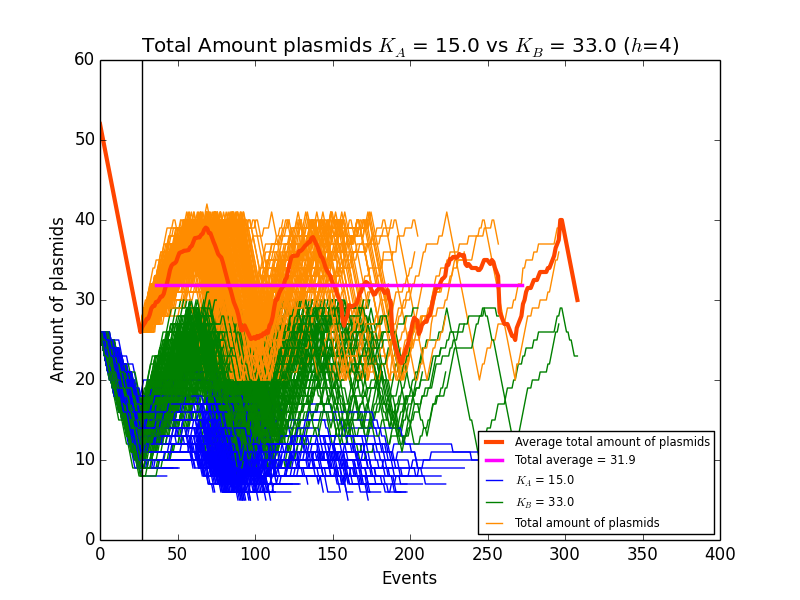 Total Amount plasmids K_A = 15.0 vs K_B = 33.0 (h=4)
60
50
40
30
20
10
0
Amount of plasmids
0 50 100 150 200 250 300 350 400
Events
Average total amount of plasmids
Total average = 31.9
K_A = 15.0
K_B = 33.0
Total amount of plasmids